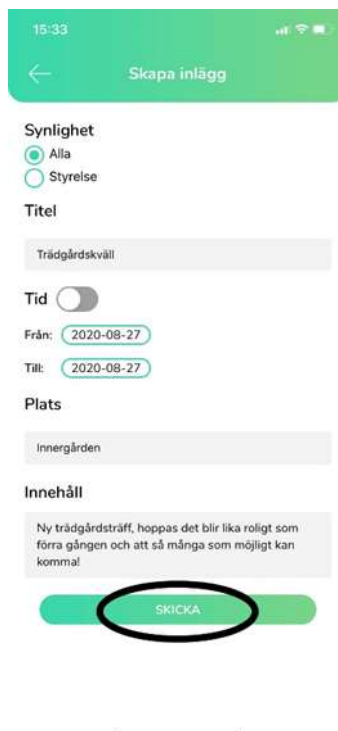 15:33
Skapa inlägg
Synlighet
Alla
Styrelse
Titel
Trädgårdskväll
Tid
Från: 2020-08-27
Till: 2020-08-27
Plats
Innergården
Innehåll
Ny trädgårdsträff, hoppas det blir lika roligt som
förra gången och att så många som möjligt kan
komma!
SKICKA